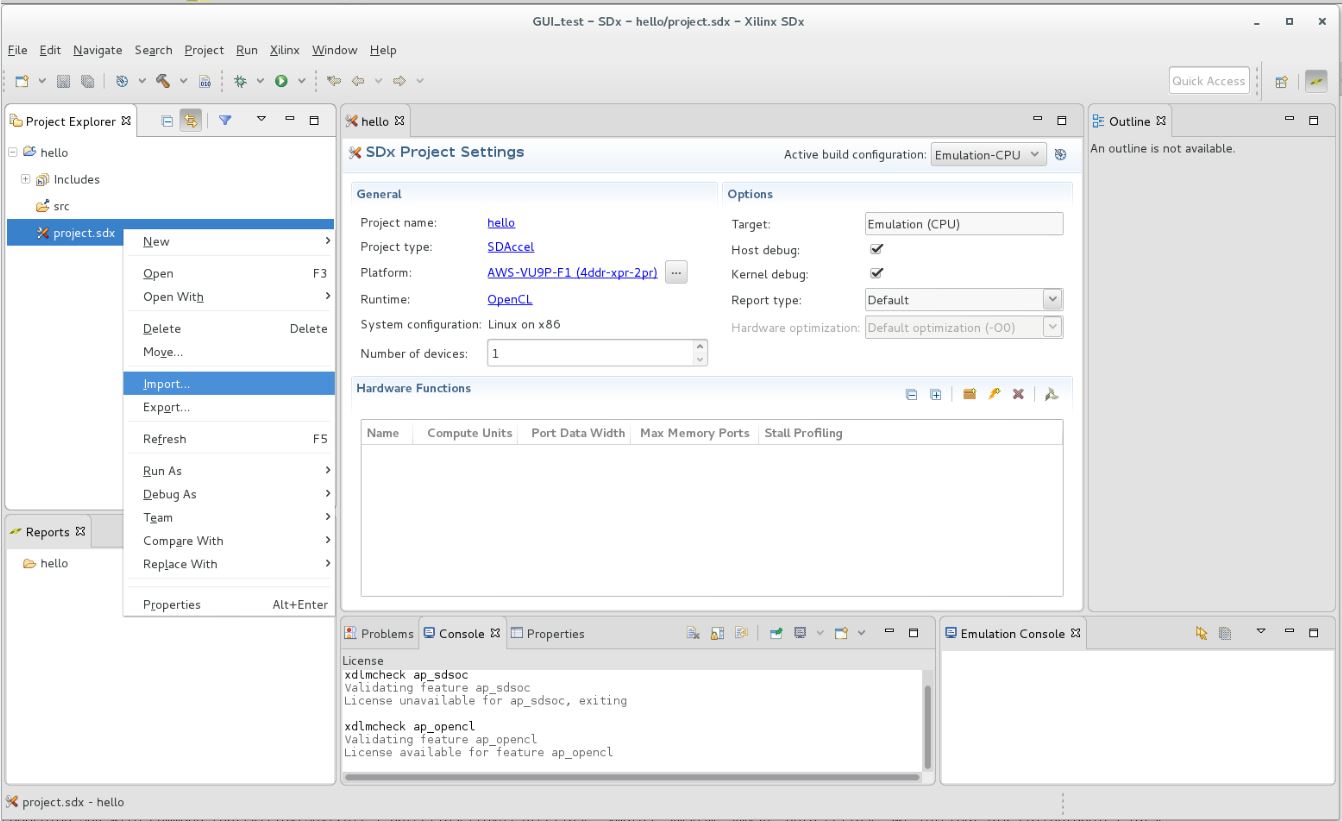 GUI_test – SDx – hello/project.sdx – Xilinx SDx
File Edit Navigate Search Project Run Xilinx Window Help
Quick Access
Project Explorer
hello
Includes
src
project.sdx
New
Open F3
Open With
Delete Delete
Move...
Import...
Export...
Refresh F5
Run As
Debug As
Team
Compare With
Replace With
Properties Alt+Enter
Reports
hello
hello
SDx Project Settings
Active build configuration: Emulation-CPU
General
Project name: hello
Project type: SDAccel
Platform: AWS-VU9P-F1 (4ddr-xpr-2pr) ...
Runtime: OpenCL
System configuration: Linux on x86
Number of devices: 1
Options
Target: Emulation (CPU)
Host debug:
Kernel debug:
Report type: Default
Hardware optimization: Default optimization (-O0)
Hardware Functions
Name Compute Units Port Data Width Max Memory Ports Stall Profiling
Outline
An outline is not available.
Problems Console Properties
License
xdlmcheck ap_sdsoc
Validating feature ap_sdsoc
License unavailable for ap_sdsoc, exiting
xdlmcheck ap_opencl
Validating feature ap_opencl
License available for feature ap_opencl
Emulation Console
project.sdx - hello